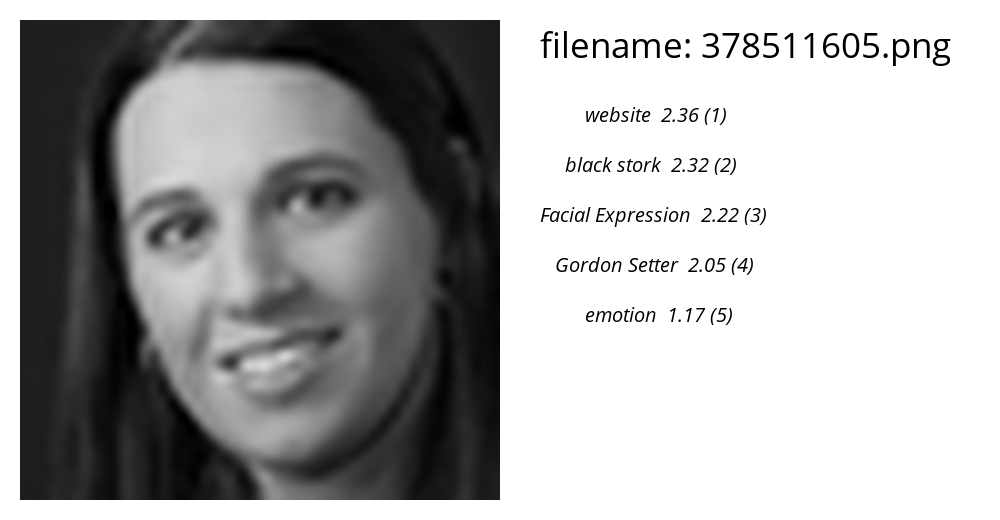 filename: 378511605.png
website 2.36 (1)
black stork 2.32 (2)
Facial Expression 2.22 (3)
Gordon Setter 2.05 (4)
emotion 1.17 (5)